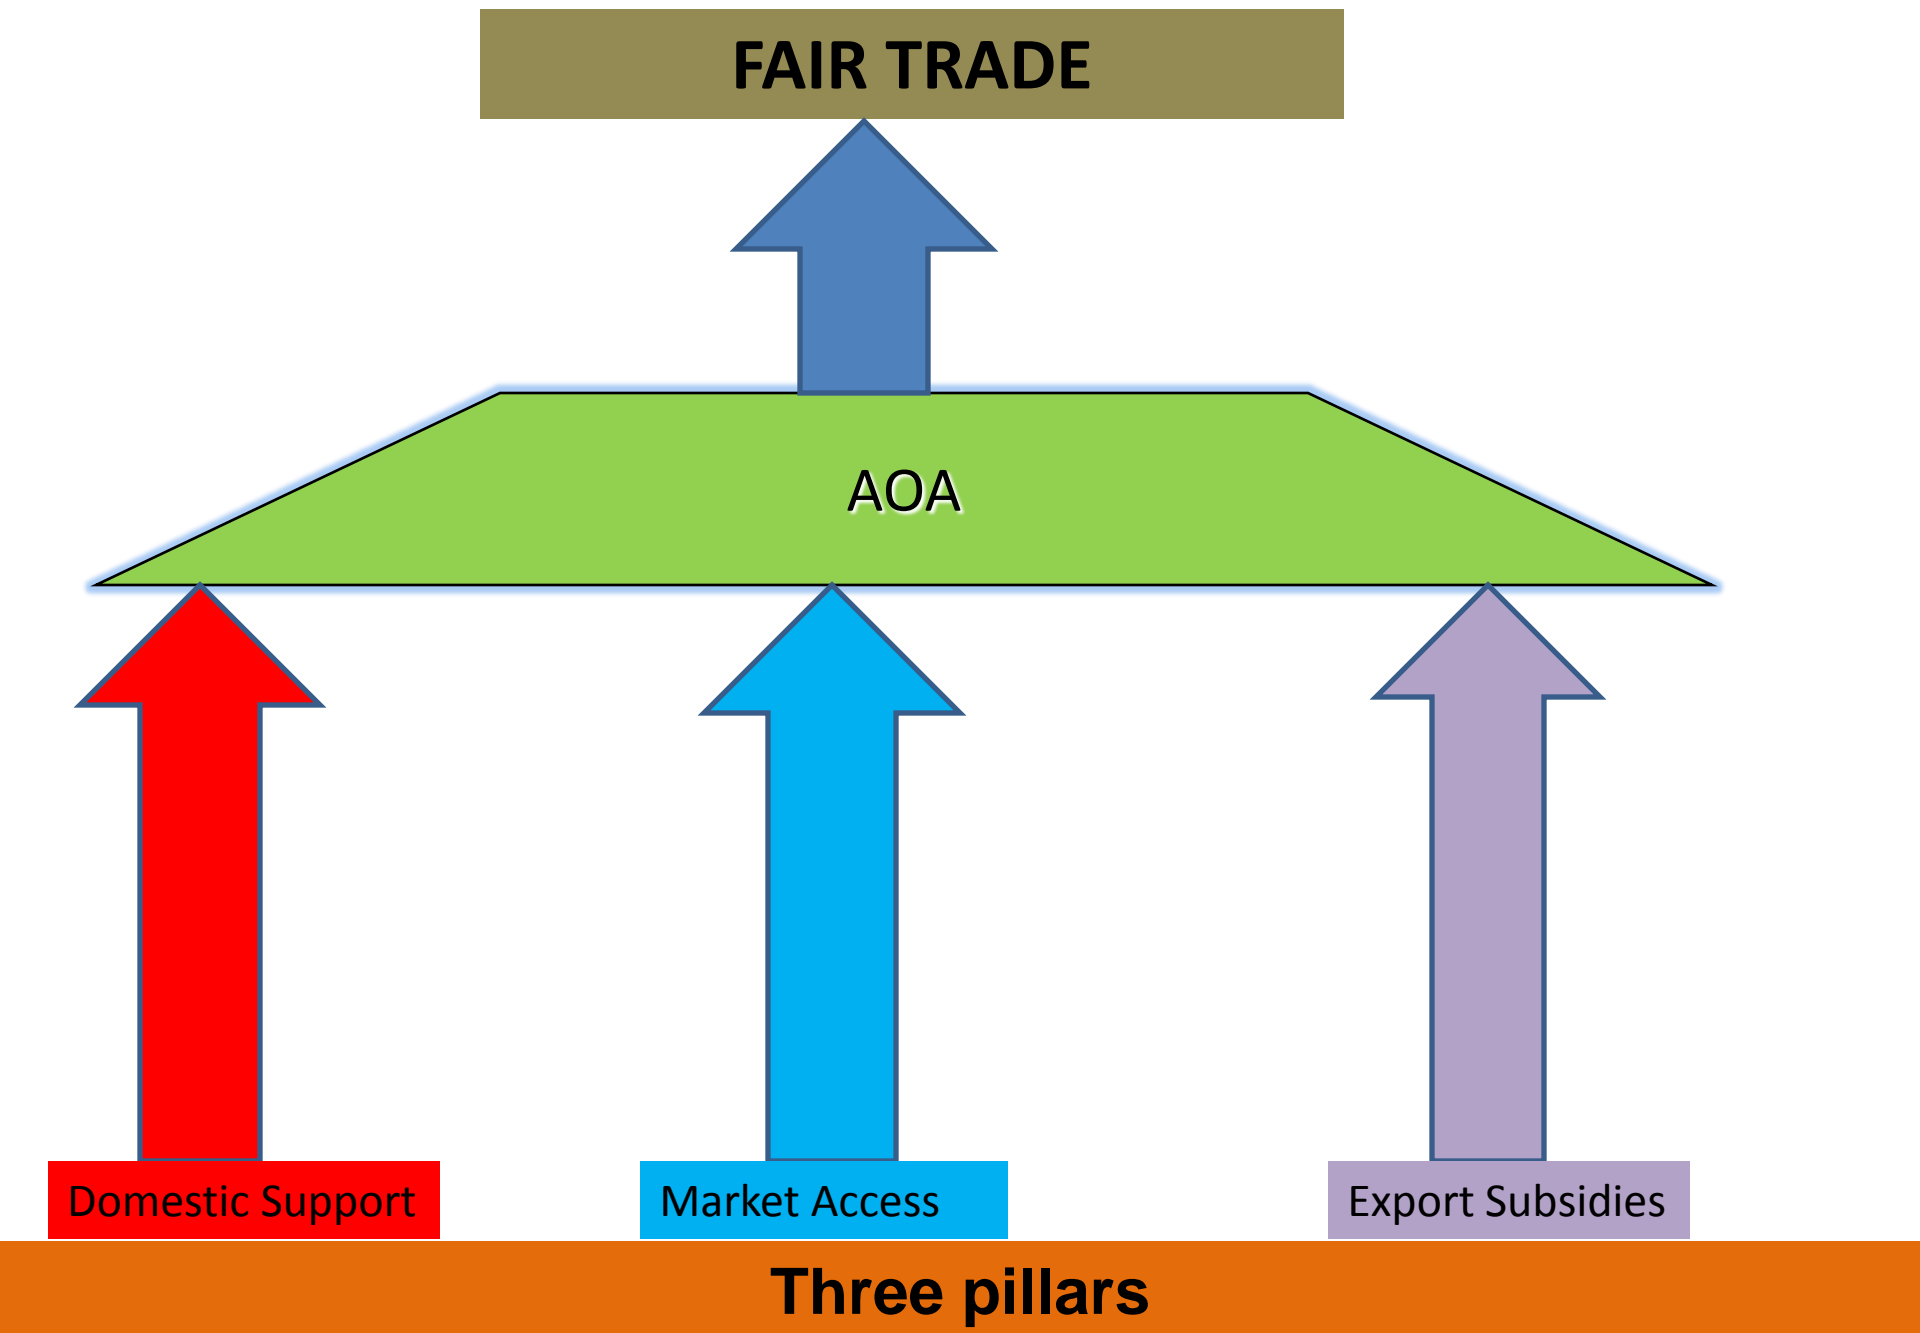 FAIR TRADE
AOA
Domestic Support
Market Access
Export Subsidies
Three pillars